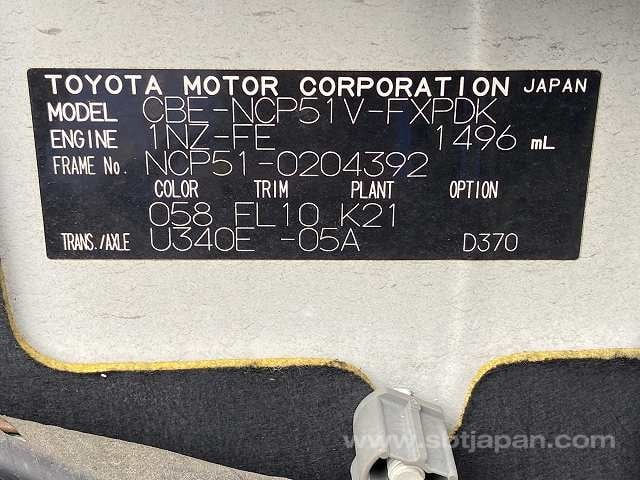 TOYOTA MOTOR CORPORATION JAPAN
MODEL CBE-NCP51V-FXPDK
ENGINE 1NZ-FE 1496 mL
FRAME No. NCP51-0204392
COLOR TRIM PLANT OPTION
058 FL10 K21
TRANS./AXLE U340E -05A D370
www.sbtjapan.com